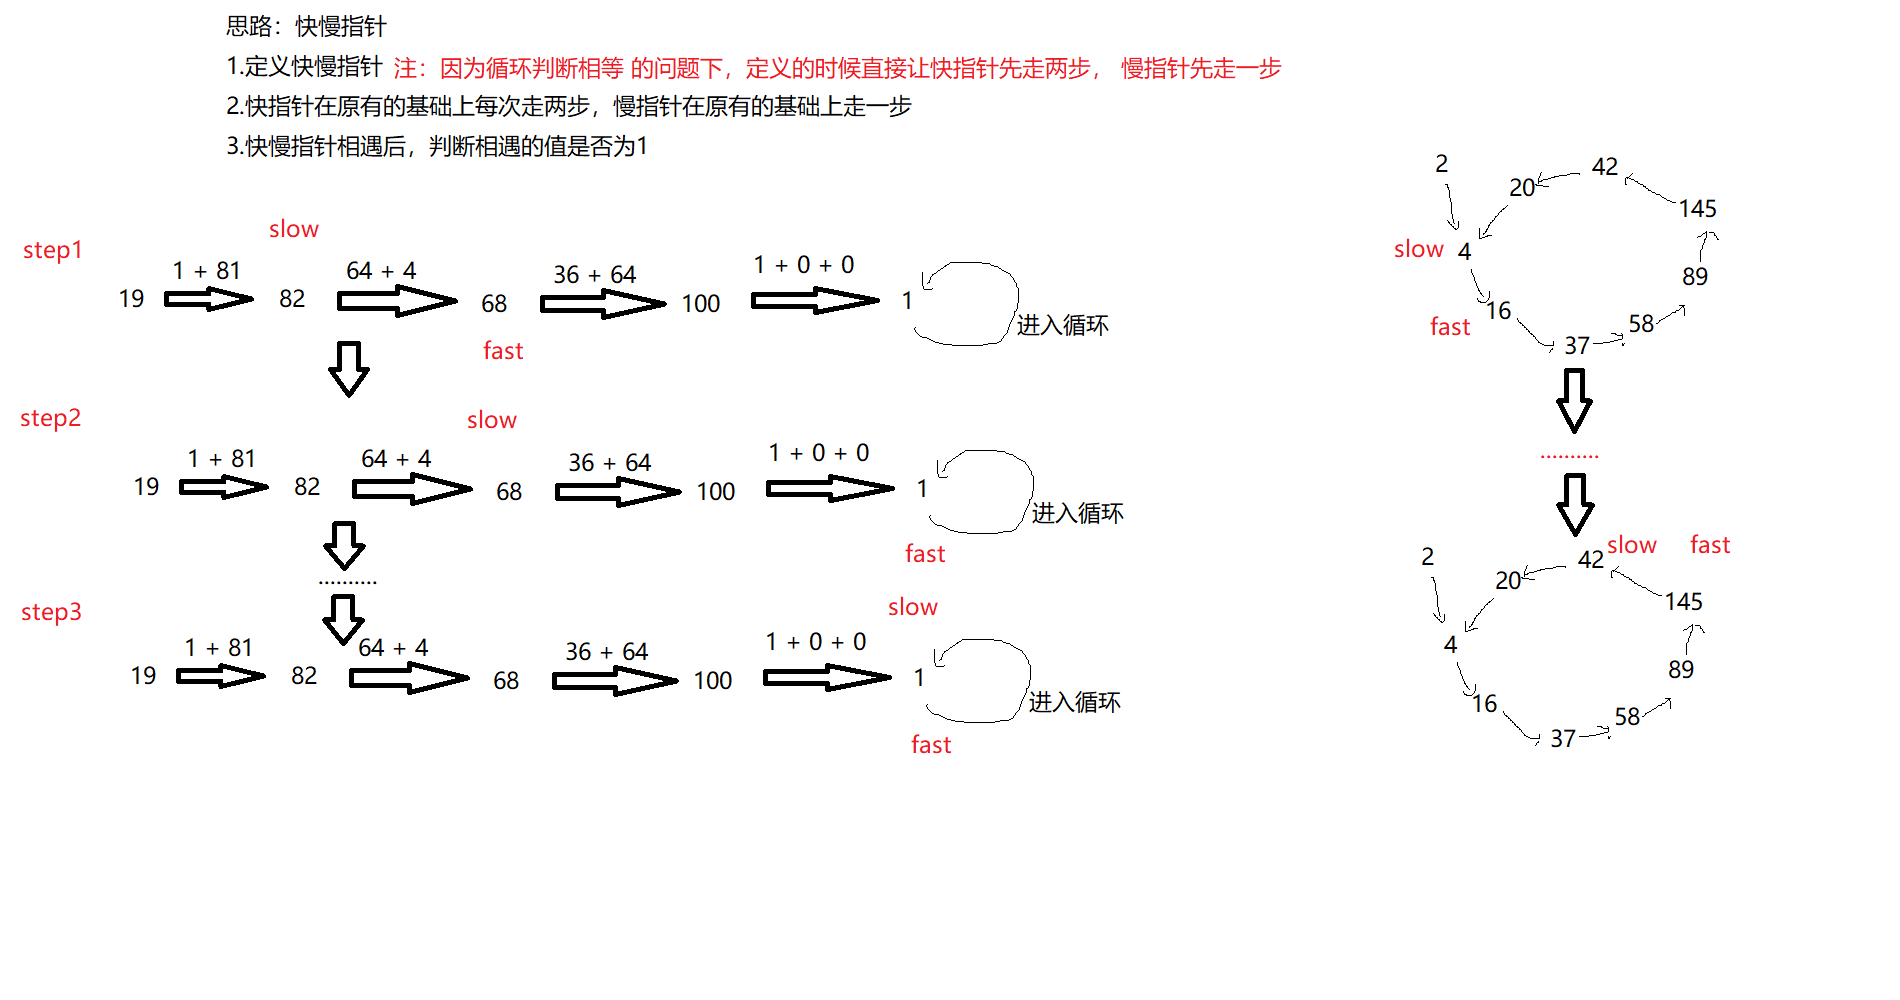 思路：快慢指针
1.定义快慢指针 注：因为循环判断相等 的问题下，定义的时候直接让快指针先走两步， 慢指针先走一步
2.快指针在原有的基础上每次走两步，慢指针在原有的基础上走一步
3.快慢指针相遇后，判断相遇的值是否为1
step1
slow
1 + 81 64 + 4 36 + 64 1 + 0 + 0
19 82 68 100 1
进入循环
fast
step2
slow
1 + 81 64 + 4 36 + 64 1 + 0 + 0
19 82 68 100 1
进入循环
fast
..........
step3
slow
1 + 81 64 + 4 36 + 64 1 + 0 + 0
19 82 68 100 1
进入循环
fast
2 42
20
145
slow 4
89
16
fast 58
37
..........
2 42 slow fast
20
145
4
89
16
58
37